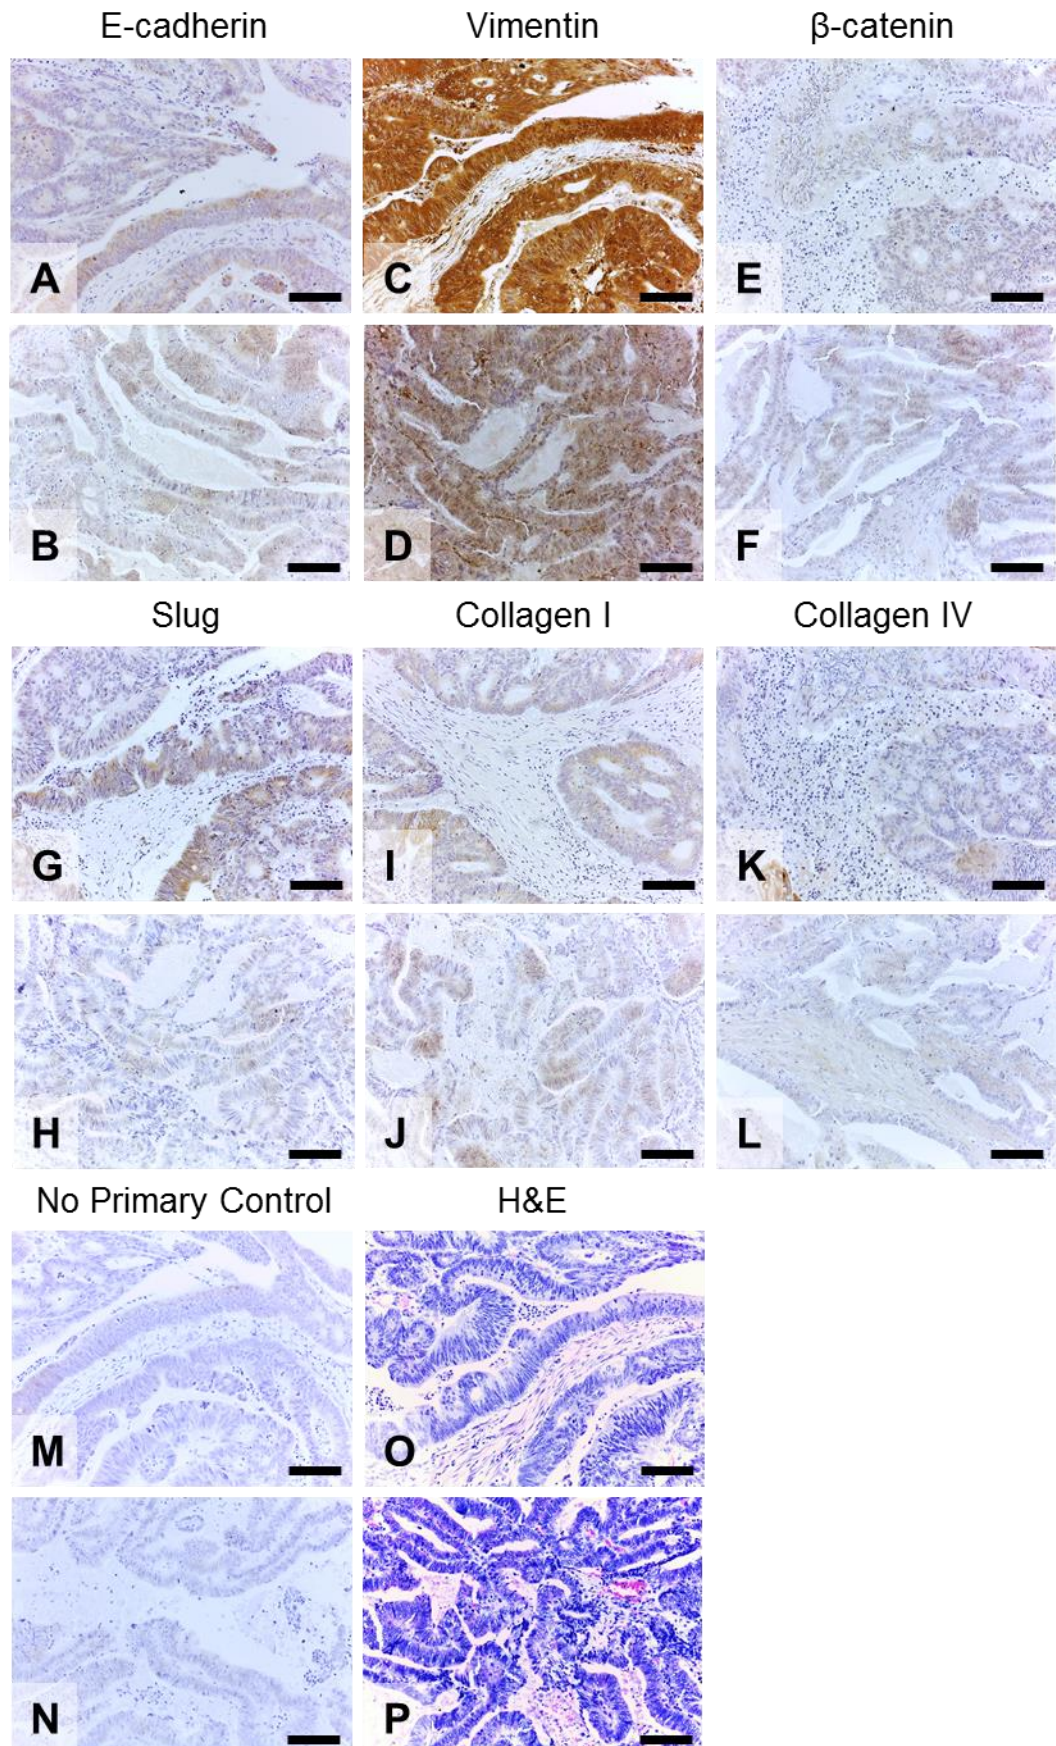 E-cadherin Vimentin β-catenin
A C E
B D F
Slug Collagen I Collagen IV
G I K
H J L
No Primary Control H&E
M O
N P